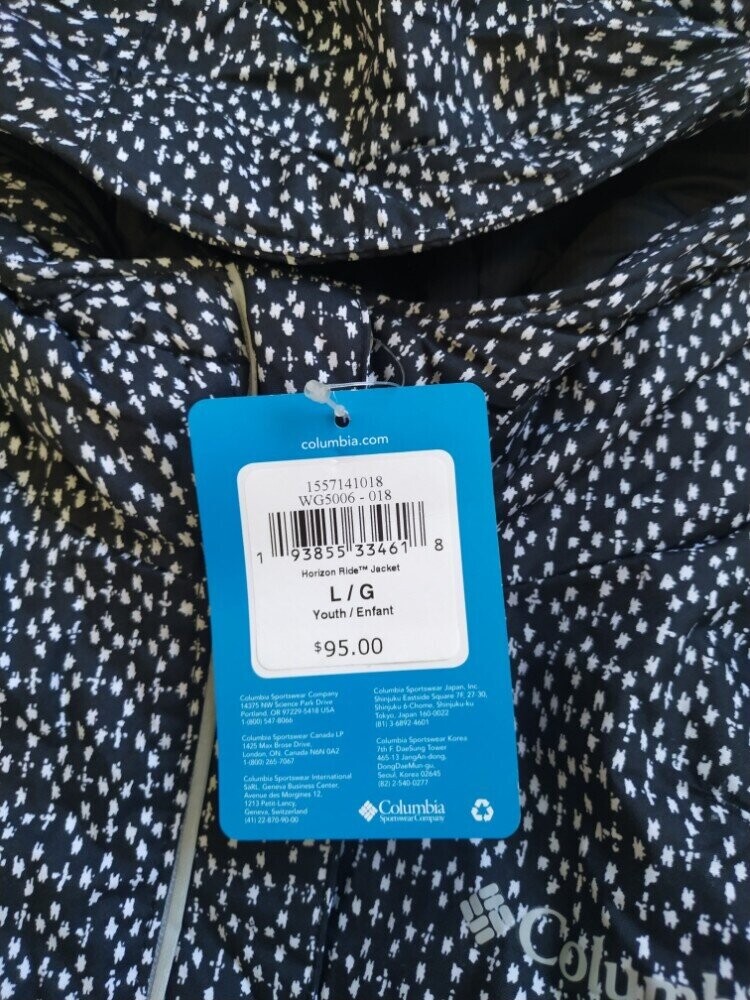 columbia.com
1557141018
WG5006 - 018
1 93855 33461 8
Horizon Ride™ Jacket
L / G
Youth / Enfant
$95.00
Columbia Sportswear Company
14375 NW Science Park Drive
Portland, OR 97229-5418 USA
1 (800) 547-8066
Columbia Sportswear Canada LP
1425 Max Brose Drive,
London, ON, Canada N6N 0A2
1-(800) 265-7067
Columbia Sportswear International
SàRL, Geneva Business Center,
Avenue des Morgines 12,
1213 Petit-Lancy,
Geneva, Switzerland
(41) 22-870-90-00
Columbia Sportswear Japan, Inc
Shinjuku Eastside Square 7F, 27 30,
Shinjuku 6-Chome, Shinjuku-ku
Tokyo, Japan 160-0022
(81) 3 6892-4601
Columbia Sportswear Korea
7th F. DaeSung Tower
465-13 JangAn-dong,
DongDaeMun-gu,
Seoul, Korea 02645
(82) 2-540-0277
Columbia
Sportswear Company
Colum